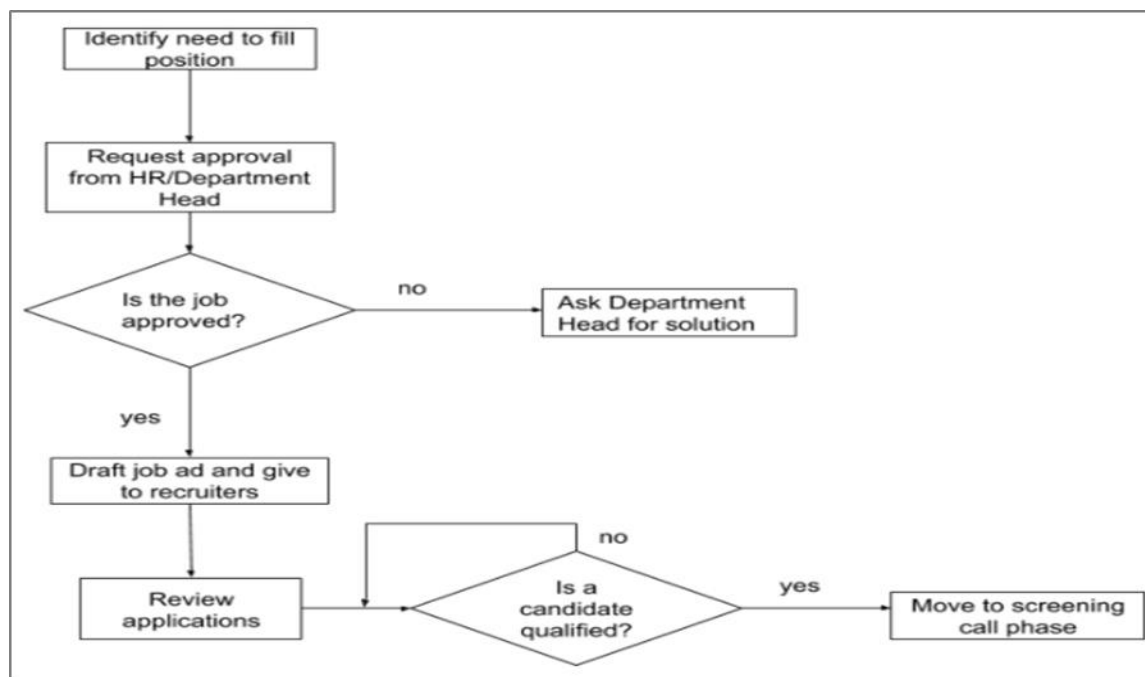 Identify need to fill
position
Request approval
from HR/Department
Head
Is the job
approved?
no
Ask Department
Head for solution
yes
Draft job ad and give
to recruiters
no
Review
applications
Is a
candidate
qualified?
yes
Move to screening
call phase